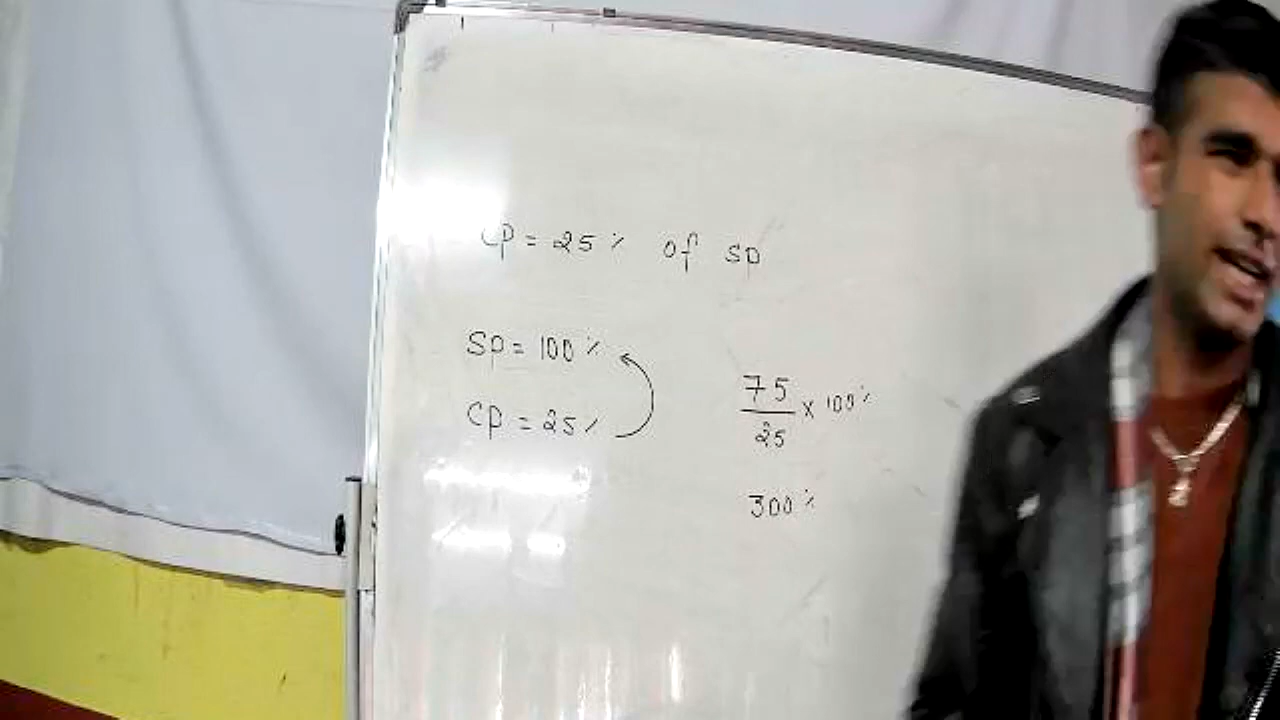 CP = 25% of SP
SP = 100%
CP = 25%
75
25 × 100%
300%